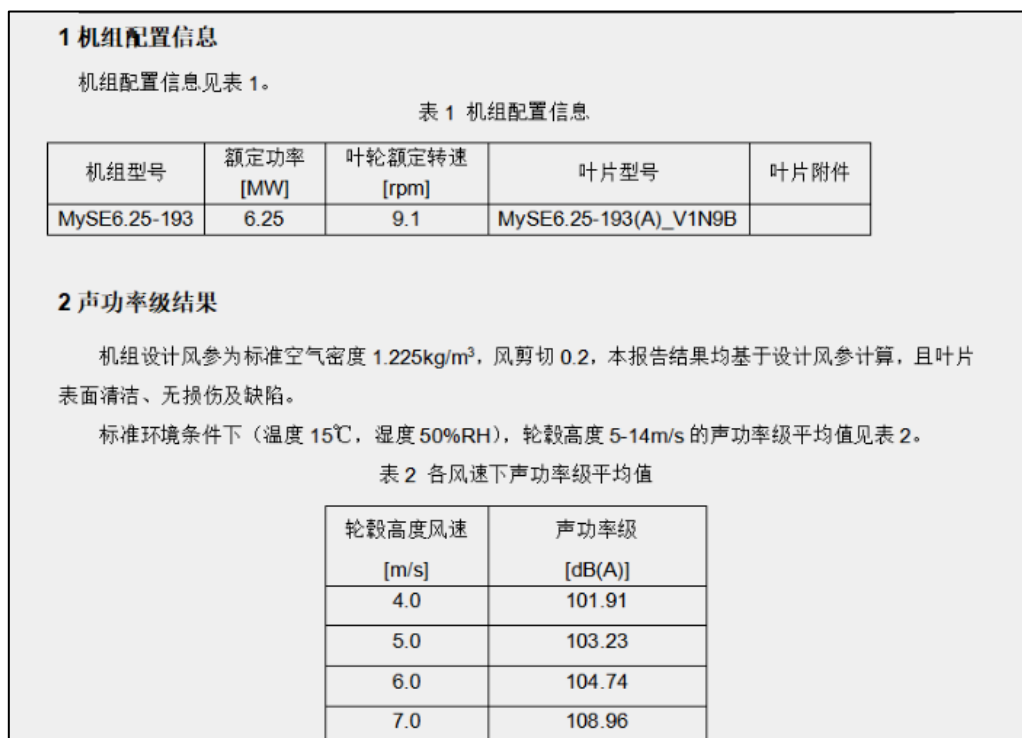 1 机组配置信息
机组配置信息见表 1。
表 1 机组配置信息
机组型号 额定功率 [MW] 叶轮额定转速 [rpm] 叶片型号 叶片附件
MySE6.25-193 6.25 9.1 MySE6.25-193(A)_V1N9B
2 声功率级结果
机组设计风参为标准空气密度 1.225kg/m³，风剪切 0.2，本报告结果均基于设计风参计算，且叶片
表面清洁、无损伤及缺陷。
标准环境条件下（温度 15℃，湿度 50%RH），轮毂高度 5-14m/s 的声功率级平均值见表 2。
表 2 各风速下声功率级平均值
轮毂高度风速 声功率级
[m/s] [dB(A)]
4.0 101.91
5.0 103.23
6.0 104.74
7.0 108.96